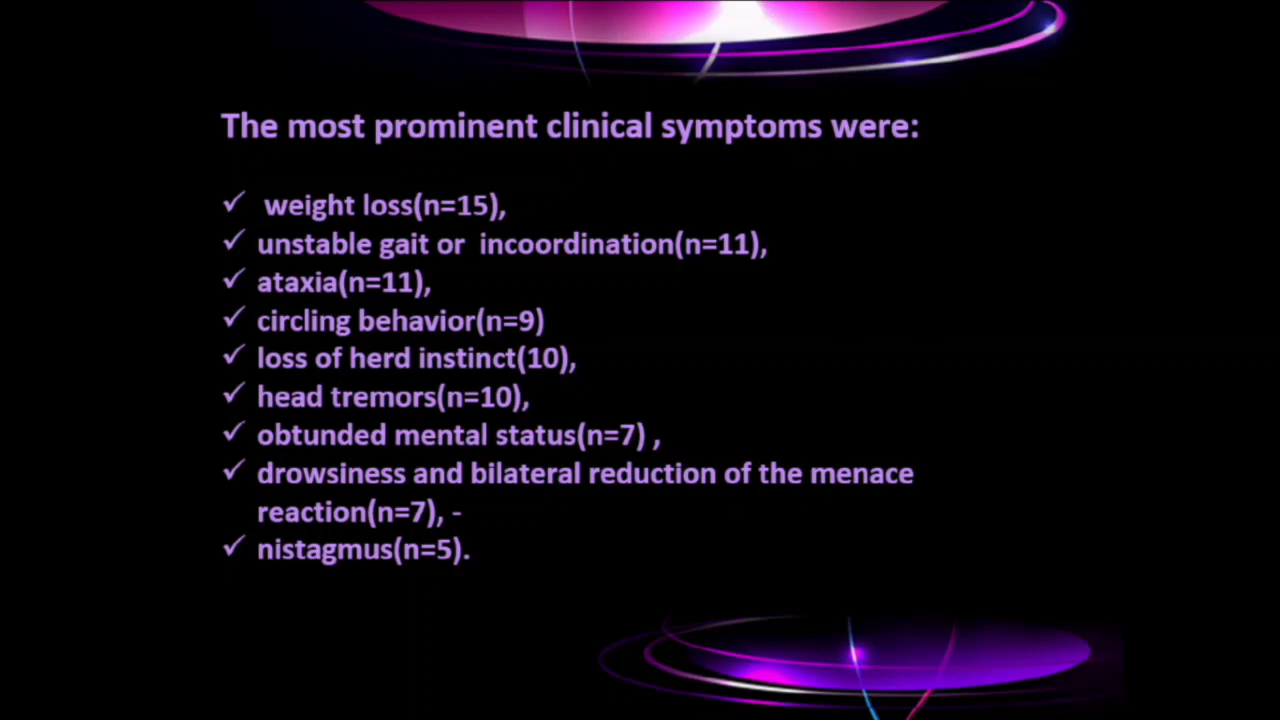 The most prominent clinical symptoms were:
✓ weight loss(n=15),
✓ unstable gait or incoordination(n=11),
✓ ataxia(n=11),
✓ circling behavior(n=9)
✓ loss of herd instinct(10),
✓ head tremors(n=10),
✓ obtunded mental status(n=7) ,
✓ drowsiness and bilateral reduction of the menace
reaction(n=7), -
✓ nistagmus(n=5).